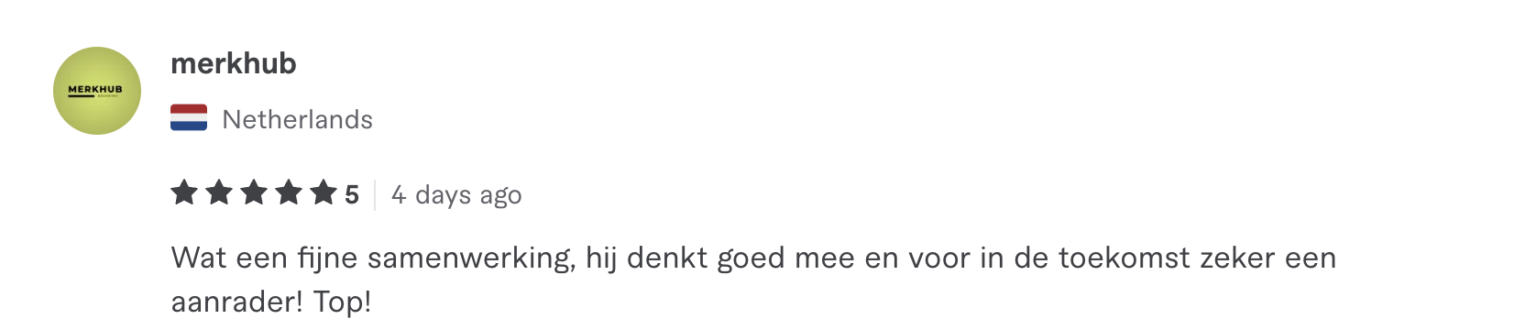 MERKHUB
merkhub
Netherlands
5 4 days ago
Wat een fijne samenwerking, hij denkt goed mee en voor in de toekomst zeker een
aanrader! Top!